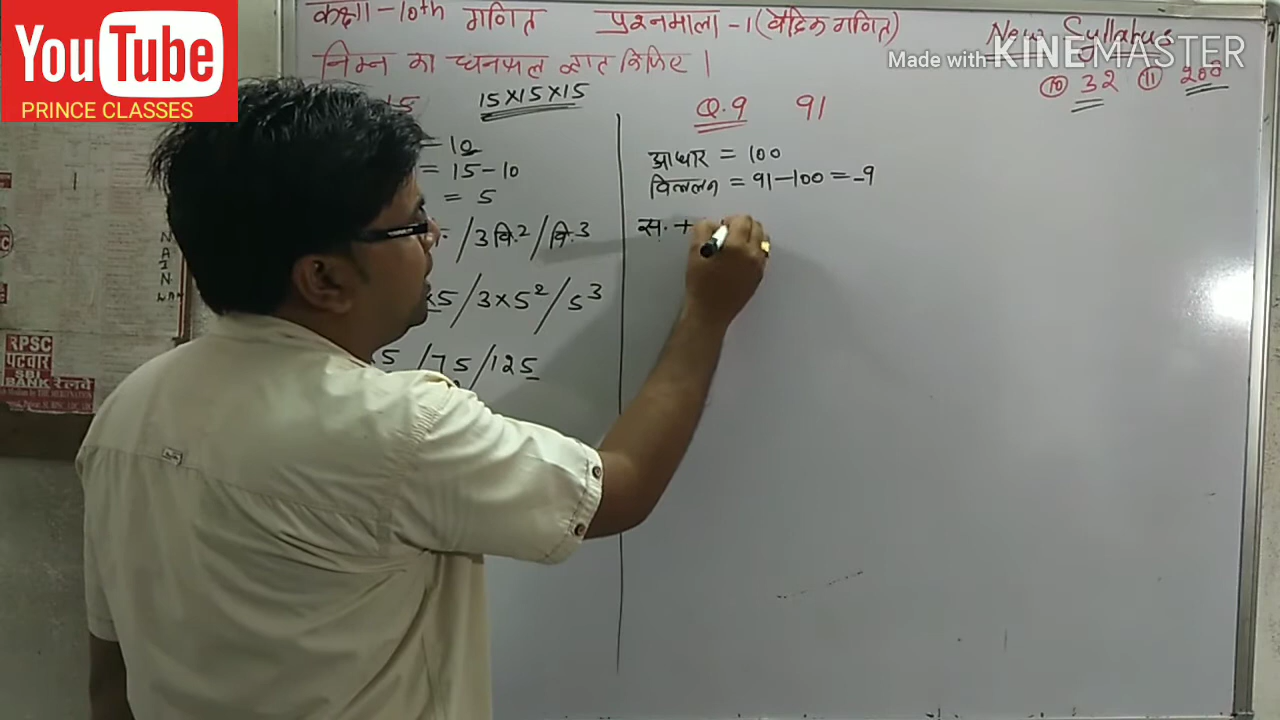 YouTube
PRINCE CLASSES
कक्षा-10th गणित प्रश्नमाला-1 (वैदिक गणित)
New Syllabus
Made with KINEMASTER
निम्न का घनफल ज्ञात कीजिए।
⑩ 32 ⑪ 200
15
15×15×15
Q.9 91
= 10
= 15-10
= 5
/3वि.² / वि.³
×5/3×5²/5³
5 /75/125
आधार = 100
विचलन = 91-100 = -9
सं. +
RPSC
पटवार
SBI
BANK रेलवे